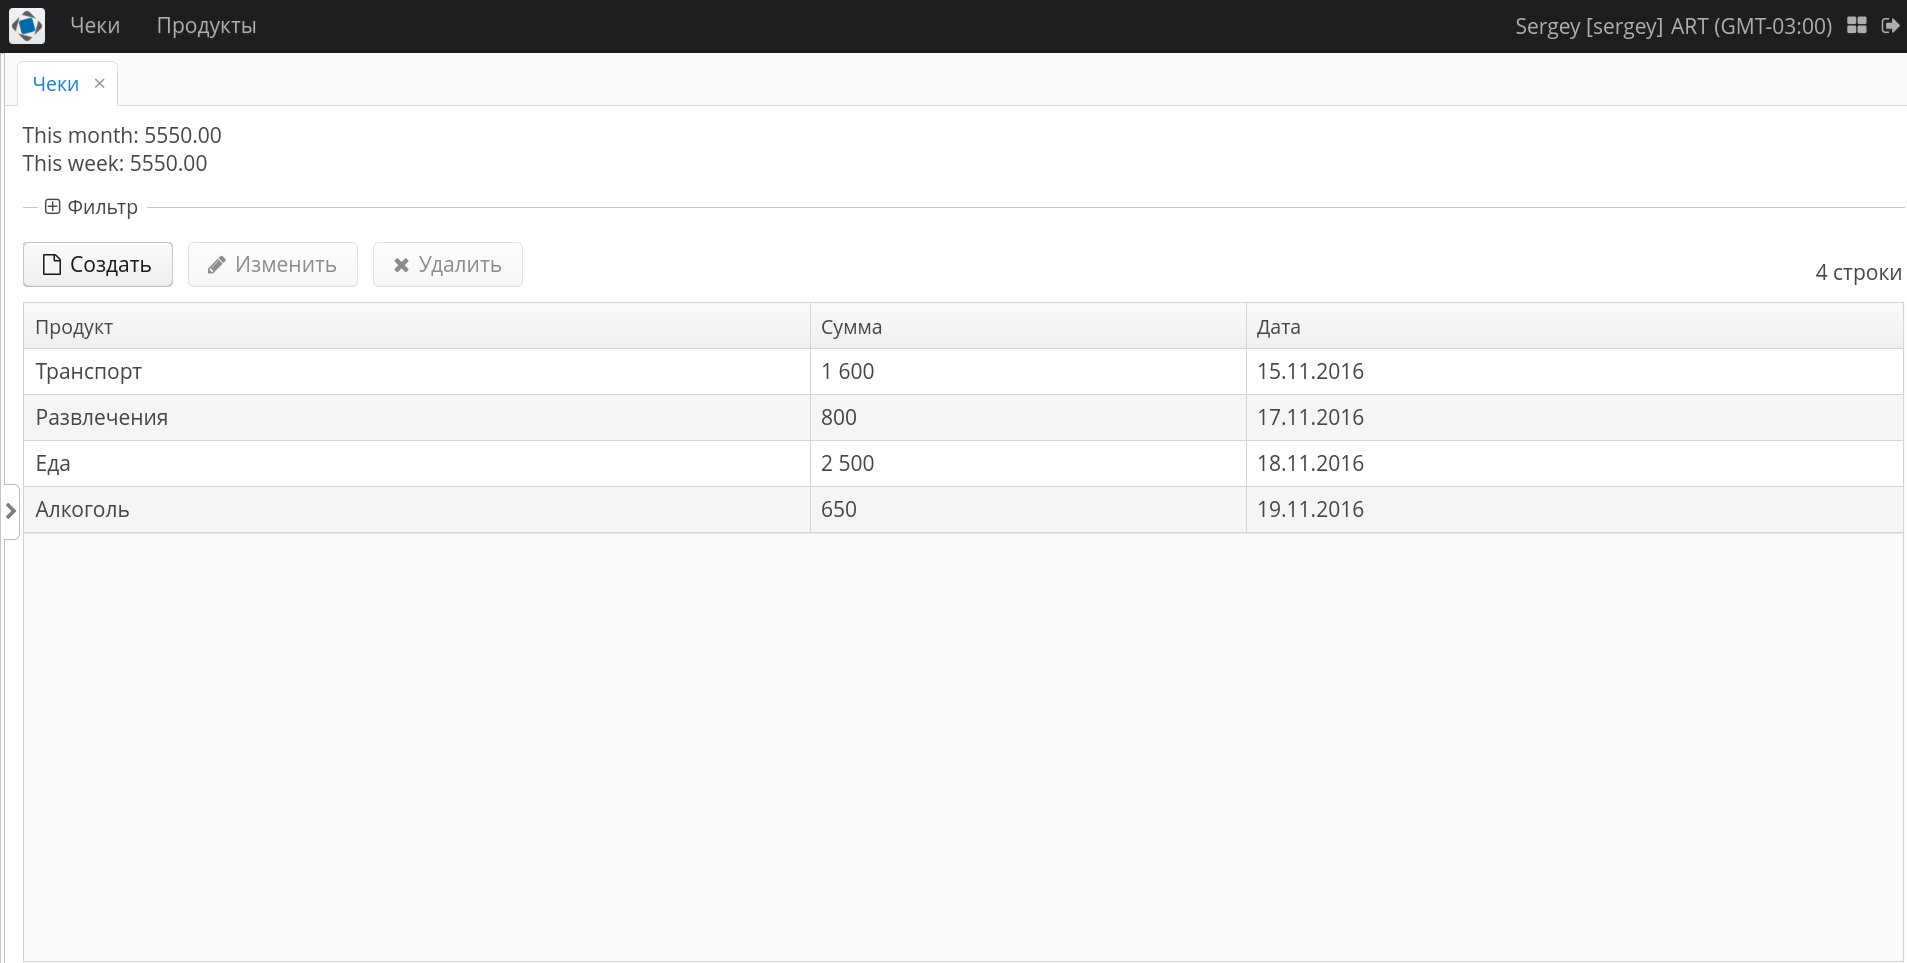 Чеки Продукты Sergey [sergey] ART (GMT-03:00)
Чеки ×
This month: 5550.00
This week: 5550.00
Фильтр
Создать Изменить Удалить
4 строки
Продукт Сумма Дата
Транспорт 1 600 15.11.2016
Развлечения 800 17.11.2016
Еда 2 500 18.11.2016
Алкоголь 650 19.11.2016